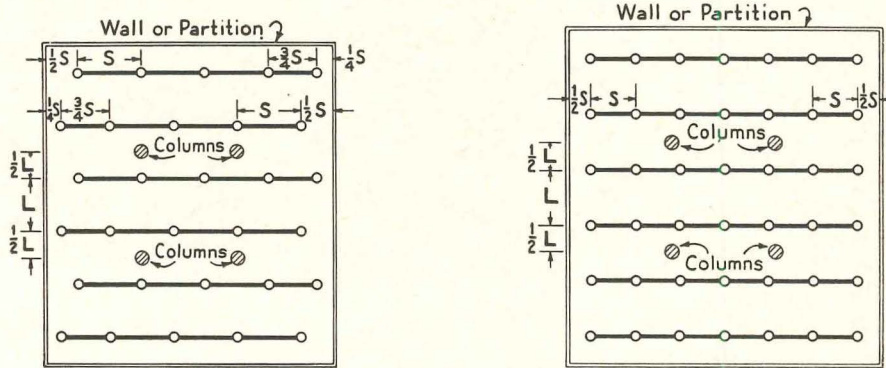 Wall or Partition
½S S ¾S ¼S
¼S ¾S S ½S
Columns
½L
L
½L
Columns
Wall or Partition
½S S S ½S
Columns
½L
L
½L
Columns